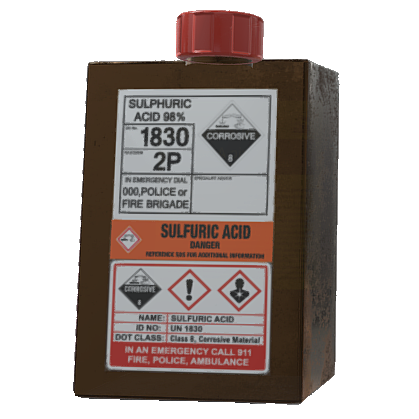 SULPHURIC
ACID 98%
1830
2P
CORROSIVE
8
IN EMERGENCY DIAL
000,POLICE or
FIRE BRIGADE
SPECIALIST ADVICE
SULFURIC ACID
DANGER
REFERENCE SDS FOR ADDITIONAL INFORMATION
CORROSIVE
8
NAME: SULFURIC ACID
ID NO: UN 1830
DOT CLASS: Class 8, Corrosive Material
IN AN EMERGENCY CALL 911
FIRE, POLICE, AMBULANCE